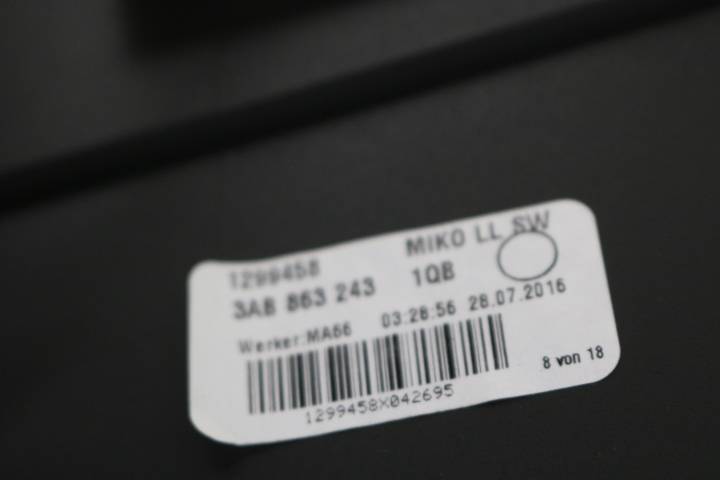 1299458 MIKO LL SW
3AB 863 243 1QB
Werker:MA66 03:28:56 28.07.2016
8 von 18
1299458X042695